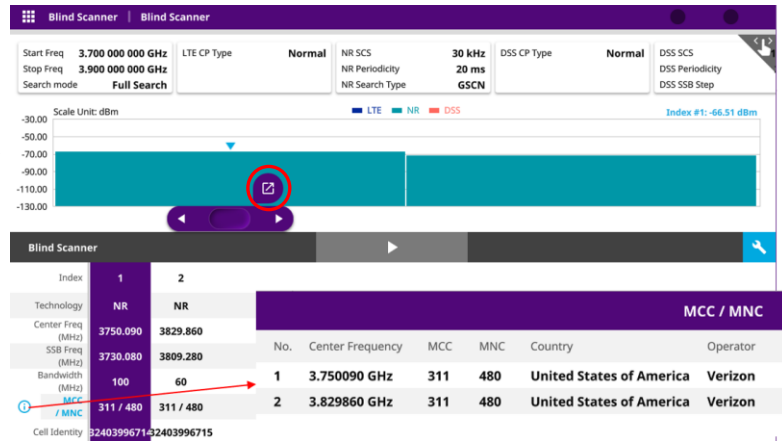 Blind Scanner | Blind Scanner
Start Freq 3.700 000 000 GHz LTE CP Type Normal NR SCS 30 kHz DSS CP Type Normal DSS SCS
Stop Freq 3.900 000 000 GHz NR Periodicity 20 ms DSS Periodicity
Search mode Full Search NR Search Type GSCN DSS SSB Step
Scale Unit: dBm LTE NR DSS Index #1: -66.51 dBm
-30.00
-50.00
-70.00
-90.00
-110.00
-130.00
Blind Scanner
Index 1 2
Technology NR NR
Center Freq (MHz) 3750.090 3829.860
SSB Freq (MHz) 3730.080 3809.280
Bandwidth (MHz) 100 60
MCC / MNC 311 / 480 311 / 480
Cell Identity 32403996715
MCC / MNC
No. Center Frequency MCC MNC Country Operator
1 3.750090 GHz 311 480 United States of America Verizon
2 3.829860 GHz 311 480 United States of America Verizon